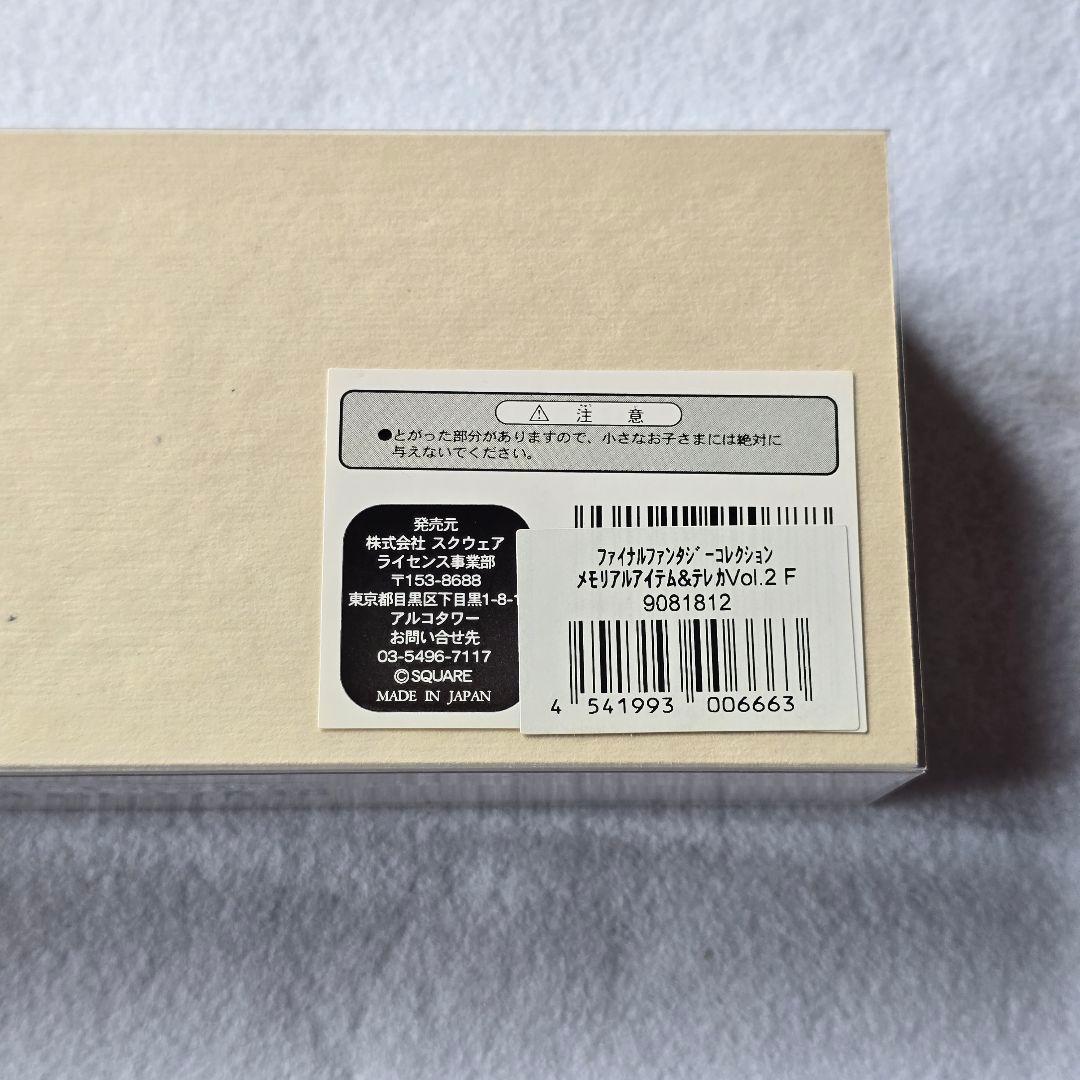 ⚠ 注 意
●とがった部分がありますので、小さなお子さまには絶対に
与えないでください。
発売元
株式会社 スクウェア
ライセンス事業部
〒153-8688
東京都目黒区下目黒1-8-1
アルコタワー
お問い合せ先
03-5496-7117
©SQUARE
MADE IN JAPAN
ﾌｧｲﾅﾙﾌｧﾝﾀｼﾞｰｺﾚｸｼｮﾝ
ﾒﾓﾘｱﾙｱｲﾃﾑ&ﾃﾚｶVol.2 F
9081812
4 541993 006663